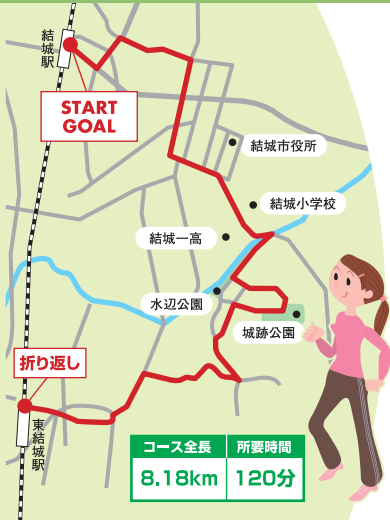 結城駅
START
GOAL
結城市役所
結城小学校
結城一高
水辺公園
城跡公園
折り返し
東結城駅
コース全長 所要時間
8.18km 120分